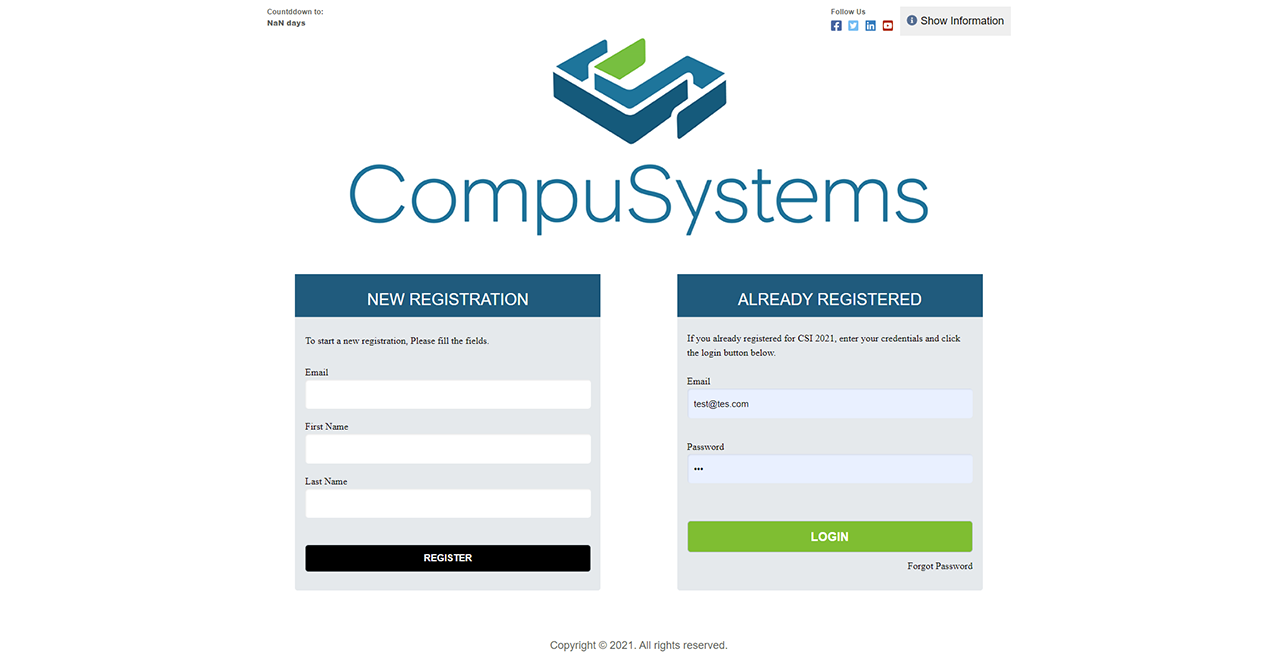 Countddown to:
NaN days
Follow Us
Show Information
CompuSystems
NEW REGISTRATION
To start a new registration, Please fill the fields.
Email
First Name
Last Name
REGISTER
ALREADY REGISTERED
If you already registered for CSI 2021, enter your credentials and click
the login button below.
Email
test@tes.com
Password
•••
LOGIN
Forgot Password
Copyright © 2021. All rights reserved.